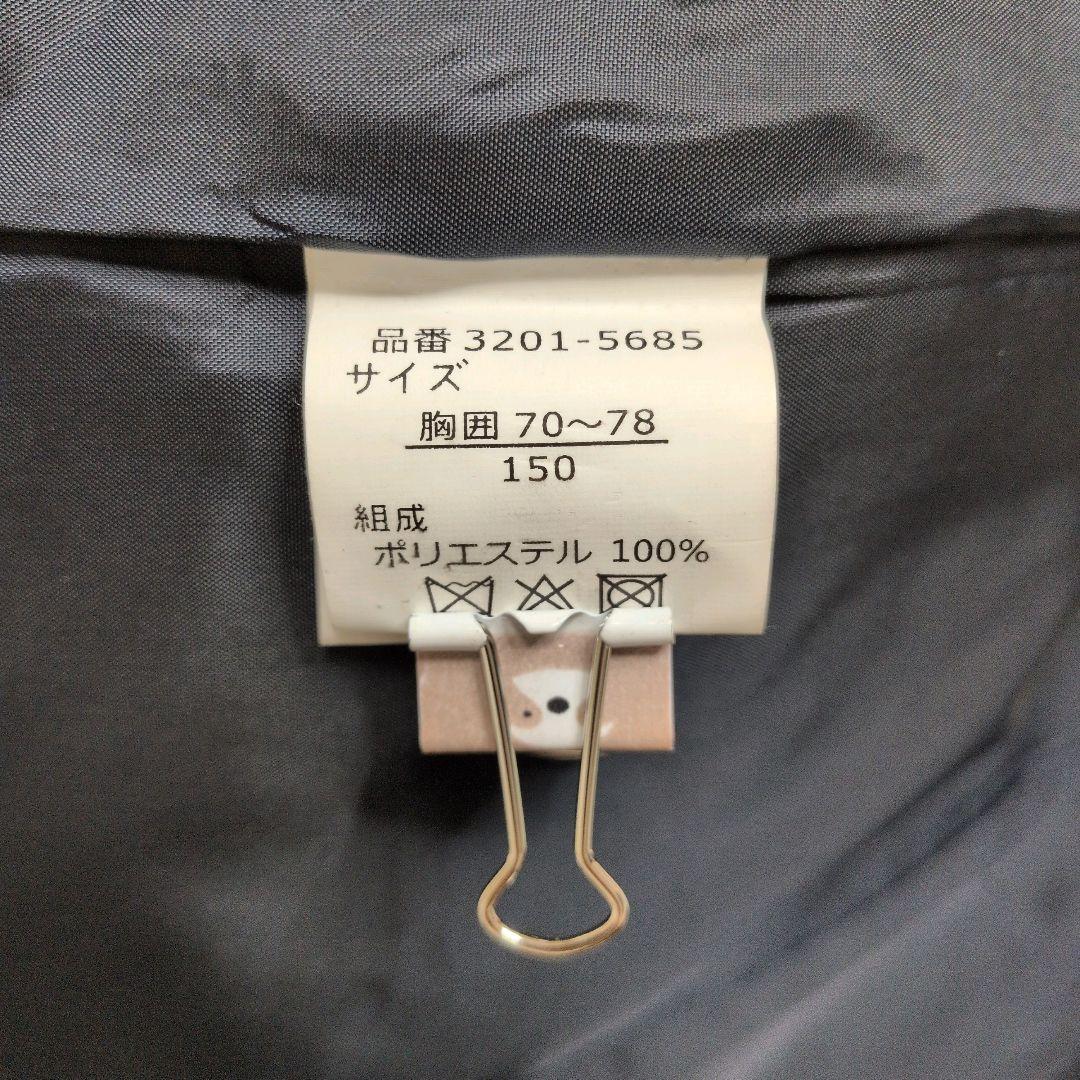 品番 3201-5685
サイズ
胸囲 70～78
150
組成
ポリエステル 100%